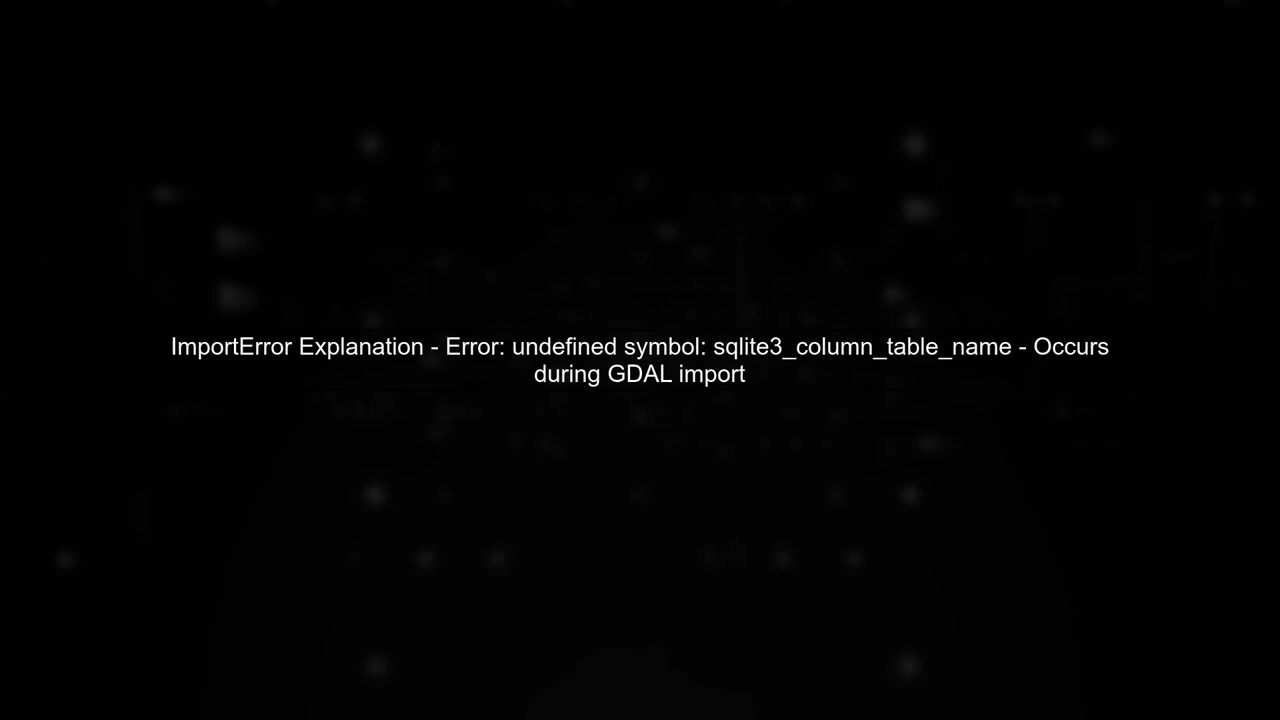 ImportError Explanation - Error: undefined symbol: sqlite3_column_table_name - Occurs
during GDAL import